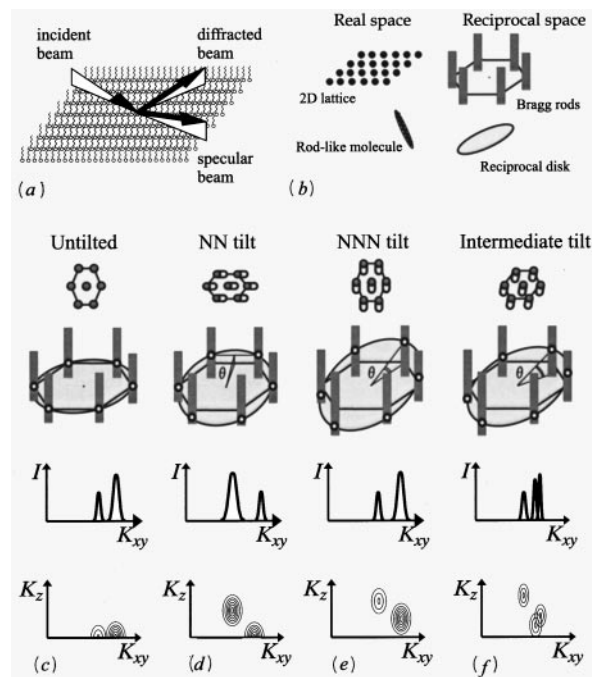 incident
beam
diffracted
beam
specular
beam
(a)
Real space
Reciprocal space
2D lattice
Bragg rods
Rod-like molecule
Reciprocal disk
(b)
Untilted
NN tilt
NNN tilt
Intermediate tilt
θ
θ
θ
I
I
I
I
Kxy
Kxy
Kxy
Kxy
Kz
Kz
Kz
Kz
(c)
Kxy
(d)
Kxy
(e)
Kxy
(f)
Kxy